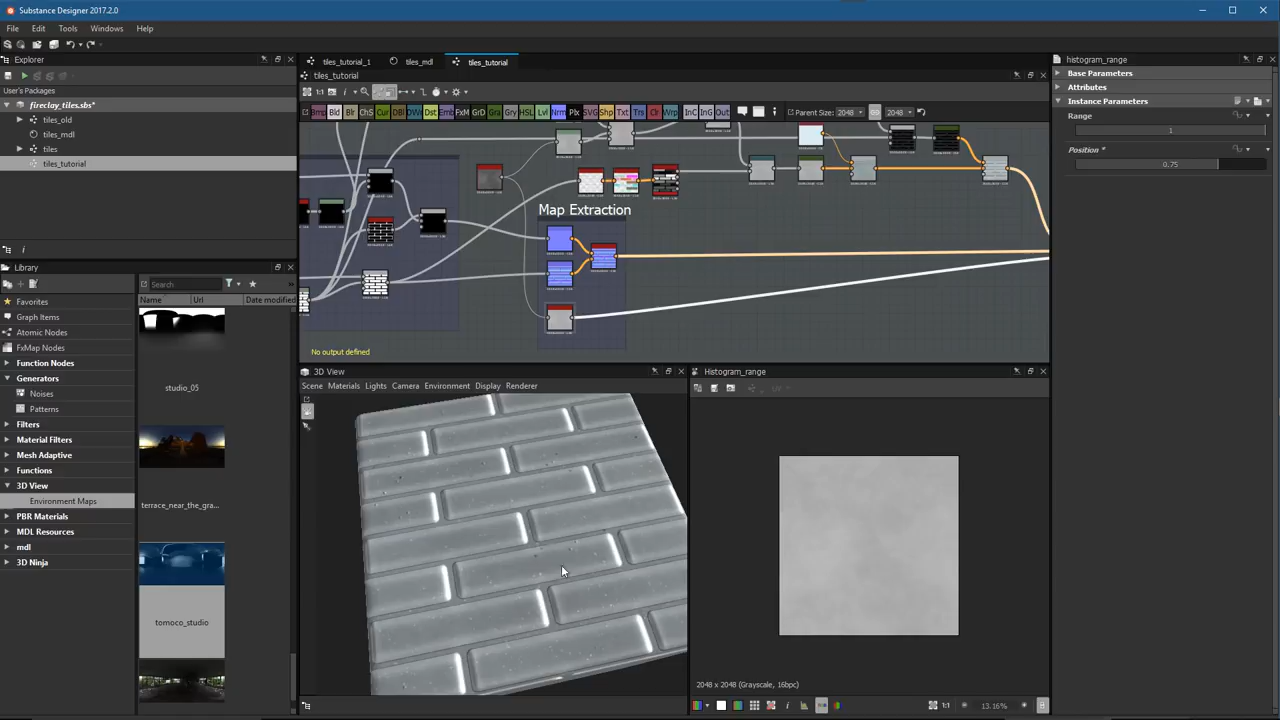 Substance Designer 2017.2.0
File Edit Tools Windows Help
Explorer
User's Packages
fireclay_tiles.sbs*
tiles_old
tiles_mdl
tiles
tiles_tutorial
Library
Favorites
Graph Items
Atomic Nodes
FxMap Nodes
Function Nodes
Generators
Noises
Patterns
Filters
Material Filters
Mesh Adaptive
Functions
3D View
Environment Maps
PBR Materials
MDL Resources
mdl
3D Ninja
Search
Name Url Date modified
studio_05
terrace_near_the_gra...
tomoco_studio
tiles_tutorial_1 tiles_mdl tiles_tutorial
tiles_tutorial
Parent Size: 2048 2048
Map Extraction
No output defined
3D View
Scene Materials Lights Camera Environment Display Renderer
Histogram_range
2048 x 2048 (Grayscale, 16bpc)
1:1 13.16%
histogram_range
Base Parameters
Attributes
Instance Parameters
Range
1
Position *
0.75